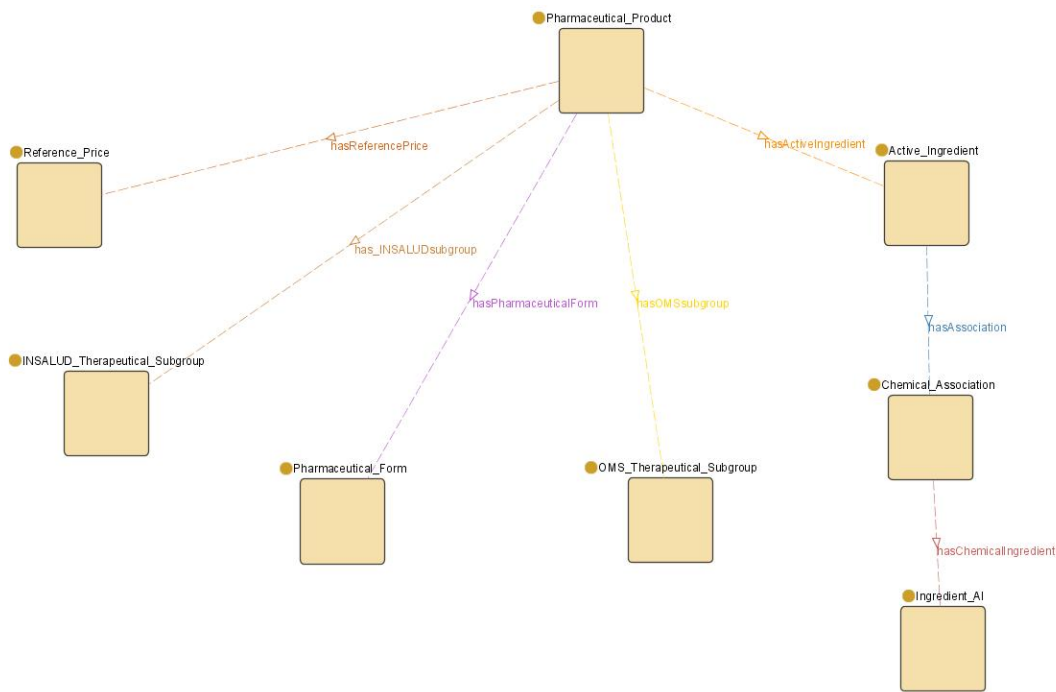 Pharmaceutical_Product
hasReferencePrice
hasActiveIngredient
Reference_Price
Active_Ingredient
has_INSALUDsubgroup
hasPharmaceuticalForm
hasOMSsubgroup
hasAssociation
INSALUD_Therapeutical_Subgroup
Chemical_Association
Pharmaceutical_Form
OMS_Therapeutical_Subgroup
hasChemicalIngredient
Ingredient_AI